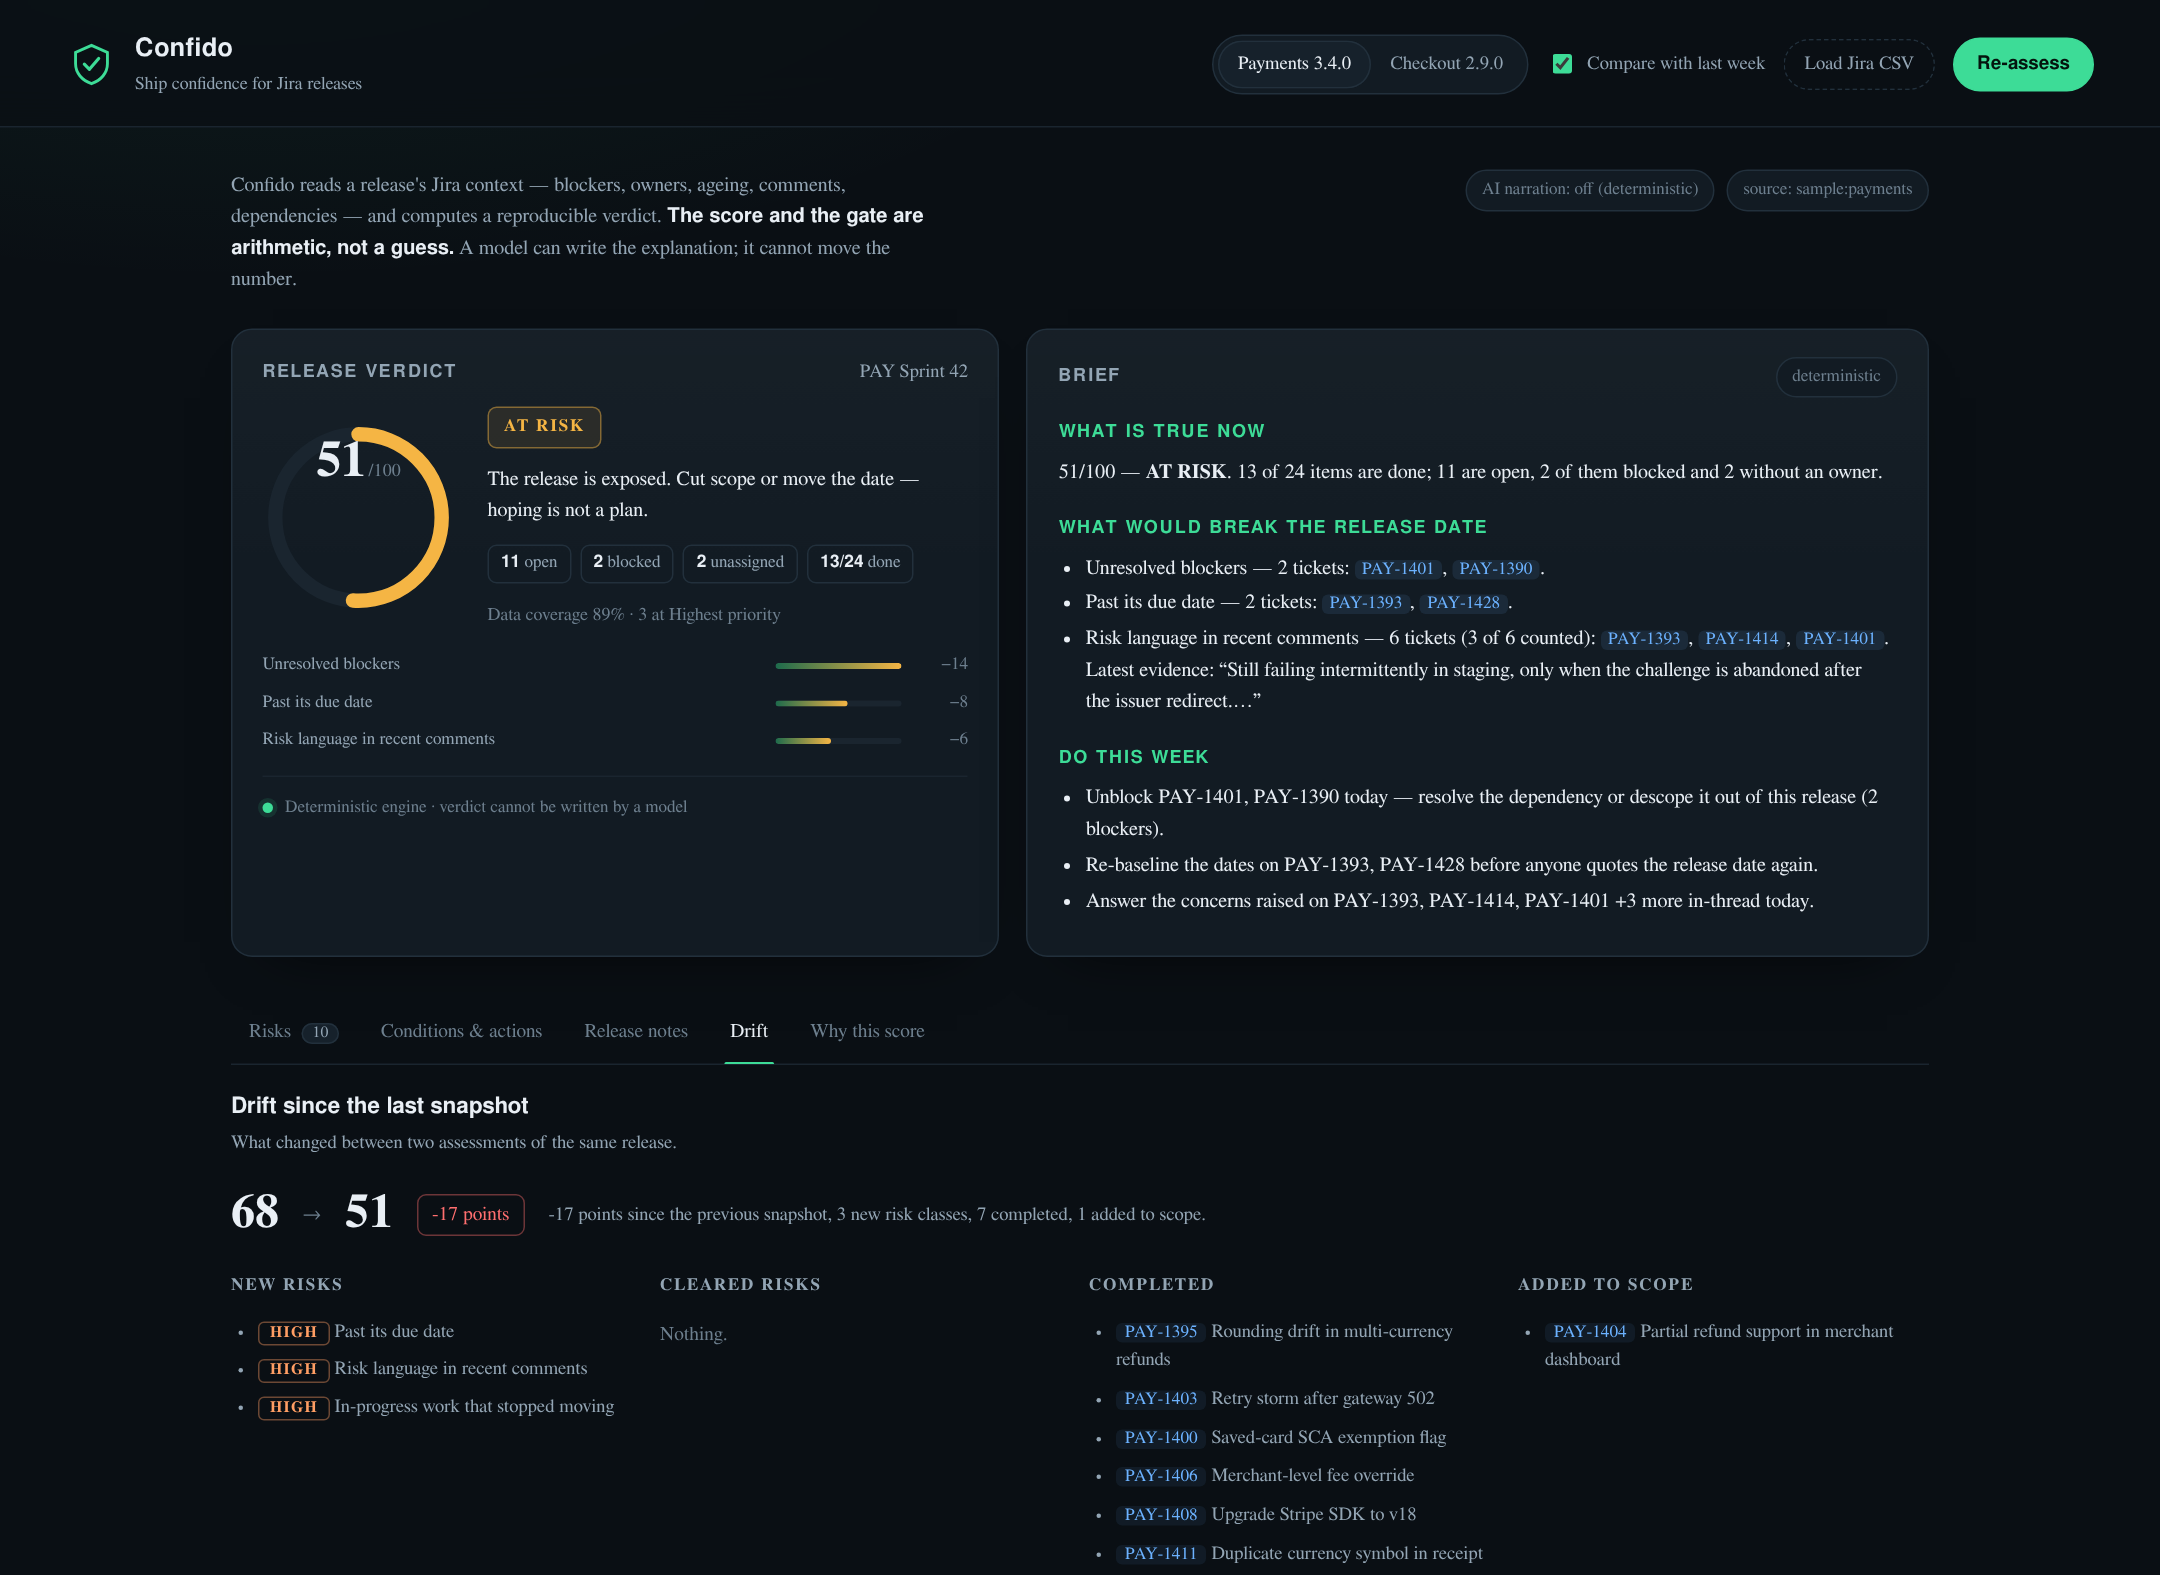 Confido
Ship confidence for Jira releases
Payments 3.4.0
Checkout 2.9.0
Compare with last week
Load Jira CSV
Re-assess
Confido reads a release's Jira context — blockers, owners, ageing, comments,
dependencies — and computes a reproducible verdict. The score and the gate are
arithmetic, not a guess. A model can write the explanation; it cannot move the
number.
AI narration: off (deterministic)
source: sample:payments
RELEASE VERDICT
PAY Sprint 42
51/100
AT RISK
The release is exposed. Cut scope or move the date —
hoping is not a plan.
11 open
2 blocked
2 unassigned
13/24 done
Data coverage 89% · 3 at Highest priority
Unresolved blockers −14
Past its due date −8
Risk language in recent comments −6
Deterministic engine · verdict cannot be written by a model
BRIEF
deterministic
WHAT IS TRUE NOW
51/100 — AT RISK. 13 of 24 items are done; 11 are open, 2 of them blocked and 2 without an owner.
WHAT WOULD BREAK THE RELEASE DATE
• Unresolved blockers — 2 tickets: PAY-1401, PAY-1390.
• Past its due date — 2 tickets: PAY-1393, PAY-1428.
• Risk language in recent comments — 6 tickets (3 of 6 counted): PAY-1393, PAY-1414, PAY-1401.
Latest evidence: “Still failing intermittently in staging, only when the challenge is abandoned after
the issuer redirect.…”
DO THIS WEEK
• Unblock PAY-1401, PAY-1390 today — resolve the dependency or descope it out of this release (2
blockers).
• Re-baseline the dates on PAY-1393, PAY-1428 before anyone quotes the release date again.
• Answer the concerns raised on PAY-1393, PAY-1414, PAY-1401 +3 more in-thread today.
Risks 10
Conditions & actions
Release notes
Drift
Why this score
Drift since the last snapshot
What changed between two assessments of the same release.
68 → 51
-17 points
-17 points since the previous snapshot, 3 new risk classes, 7 completed, 1 added to scope.
NEW RISKS
• HIGH Past its due date
• HIGH Risk language in recent comments
• HIGH In-progress work that stopped moving
CLEARED RISKS
Nothing.
COMPLETED
• PAY-1395 Rounding drift in multi-currency
refunds
• PAY-1403 Retry storm after gateway 502
• PAY-1400 Saved-card SCA exemption flag
• PAY-1406 Merchant-level fee override
• PAY-1408 Upgrade Stripe SDK to v18
• PAY-1411 Duplicate currency symbol in receipt
ADDED TO SCOPE
• PAY-1404 Partial refund support in merchant
dashboard